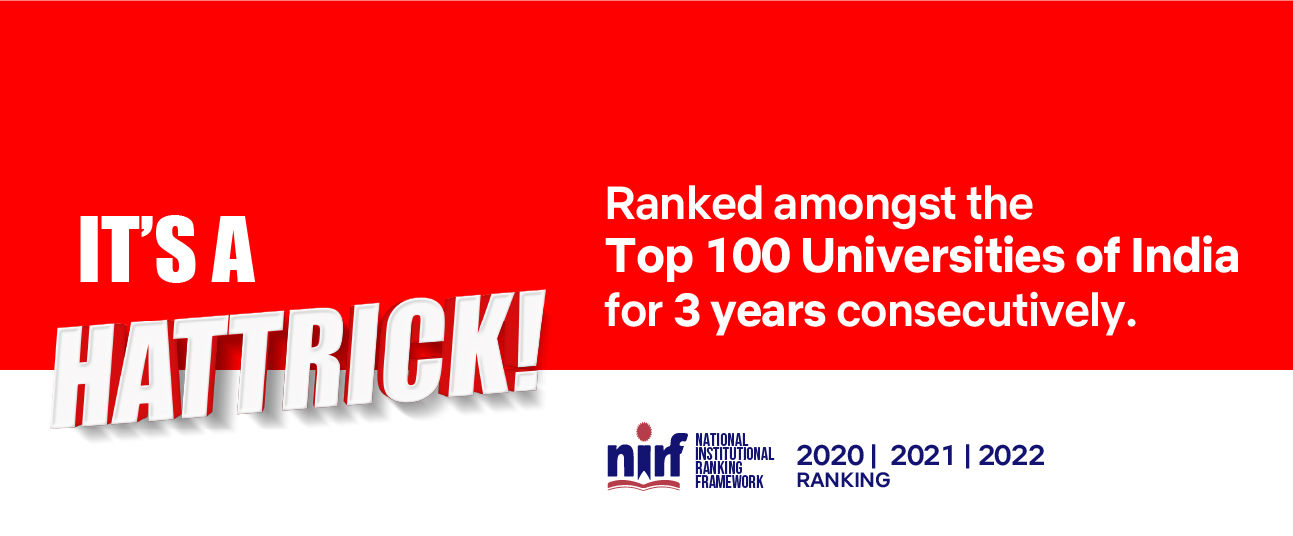 IT'S A
HATTRICK!
Ranked amongst the
Top 100 Universities of India
for 3 years consecutively.
nirf
NATIONAL
INSTITUTIONAL
RANKING
FRAMEWORK
2020 | 2021 | 2022
RANKING